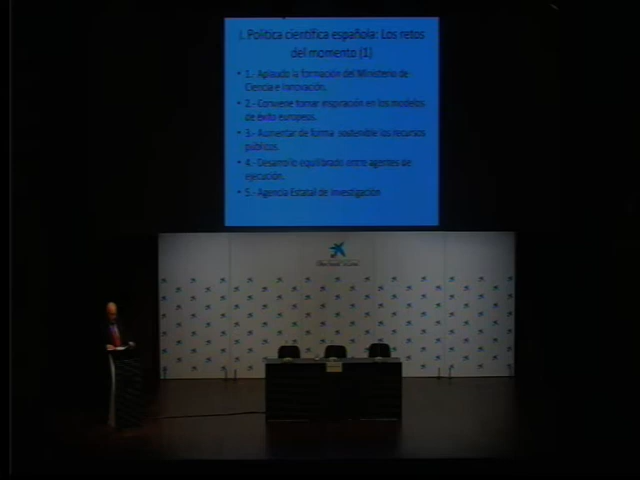 I. Política científica española: Los retos
del momento (1)
• 1.- Aplaudo la formación del Ministerio de
Ciencia e Innovación.
• 2.- Conviene tomar inspiración en los modelos
de éxito europeos.
• 3.- Aumentar de forma sostenible los recursos
públicos.
• 4.- Desarrollo equilibrado entre agentes de
ejecución.
• 5.- Agencia Estatal de Investigación